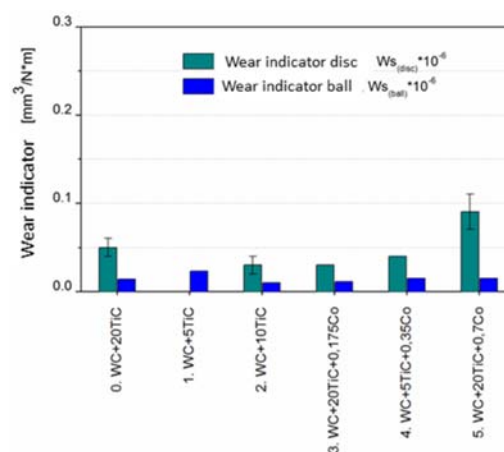 0.3
0.2
0.1
0.0
Wear indicator [mm³/N*m]
Wear indicator disc Ws(disc)*10⁻⁶
Wear indicator ball . Ws(ball)*10⁻⁶
0. WC+20TiC
1. WC+5TiC
2. WC+10TiC
3. WC+20TiC+0,175Co
4. WC+5TiC+0,35Co
5. WC+20TiC+0,7Co